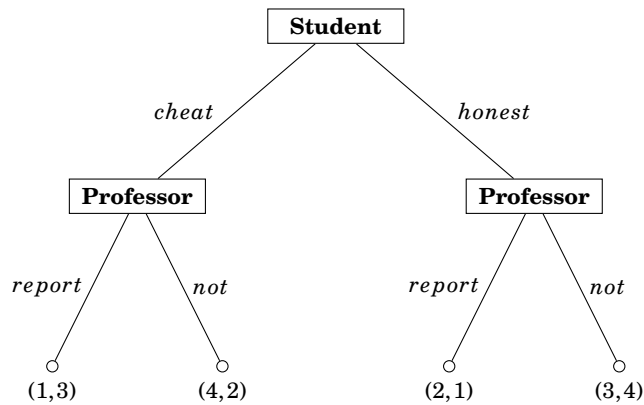 Student
cheat honest
Professor Professor
report not report not
(1,3) (4,2) (2,1) (3,4)